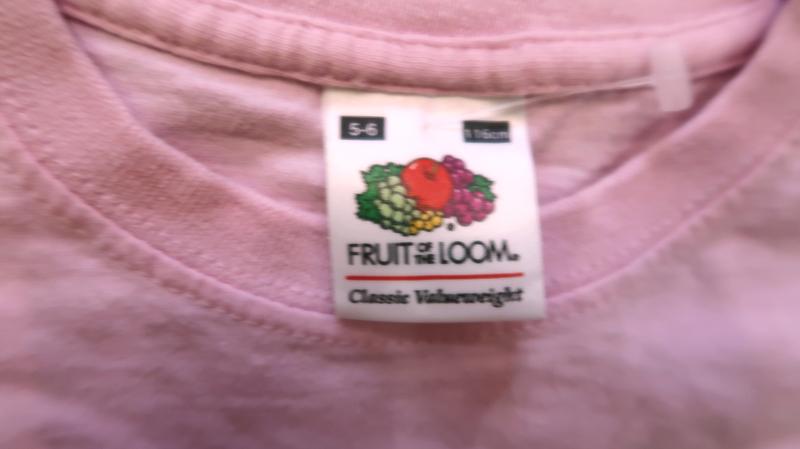 5-6 116cm
FRUIT OF THE LOOM®
Classic Valueweight